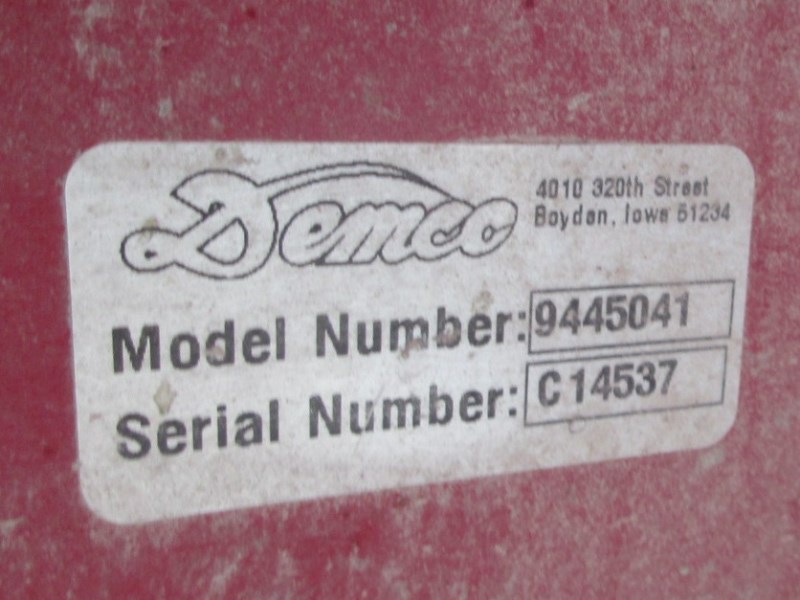 Demco
4010 320th Street
Boyden, Iowa 51234
Model Number: 9445041
Serial Number: C14537